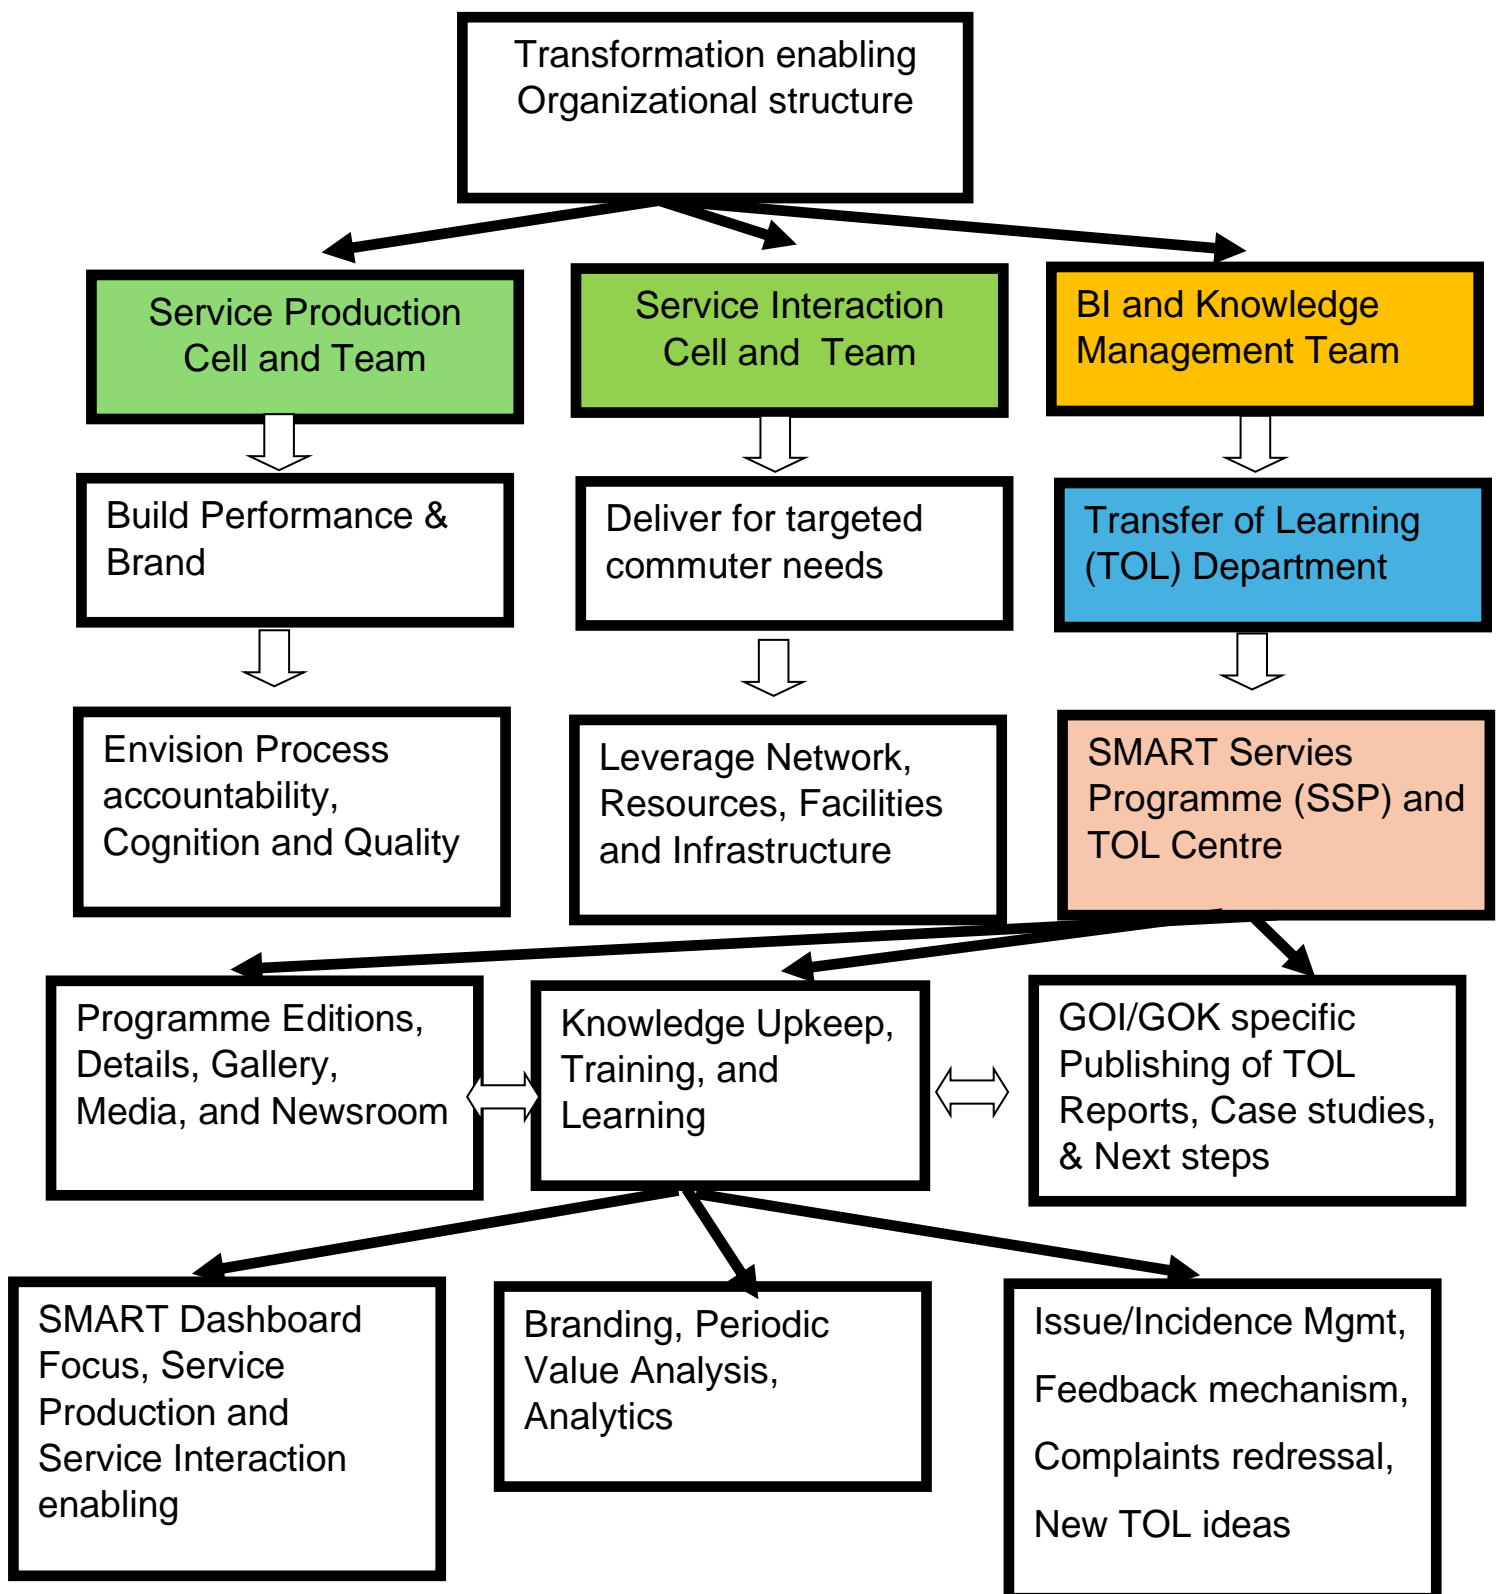 Transformation enabling
Organizational structure
Service Production
Cell and Team
Service Interaction
Cell and Team
BI and Knowledge
Management Team
Build Performance &
Brand
Deliver for targeted
commuter needs
Transfer of Learning
(TOL) Department
Envision Process
accountability,
Cognition and Quality
Leverage Network,
Resources, Facilities
and Infrastructure
SMART Servies
Programme (SSP) and
TOL Centre
Programme Editions,
Details, Gallery,
Media, and Newsroom
Knowledge Upkeep,
Training, and
Learning
GOI/GOK specific
Publishing of TOL
Reports, Case studies,
& Next steps
SMART Dashboard
Focus, Service
Production and
Service Interaction
enabling
Branding, Periodic
Value Analysis,
Analytics
Issue/Incidence Mgmt,
Feedback mechanism,
Complaints redressal,
New TOL ideas